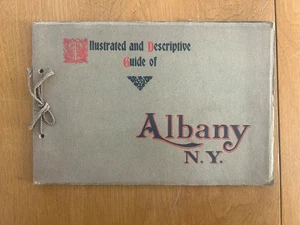 Illustrated and Descriptive
Guide of
Albany
N.Y.